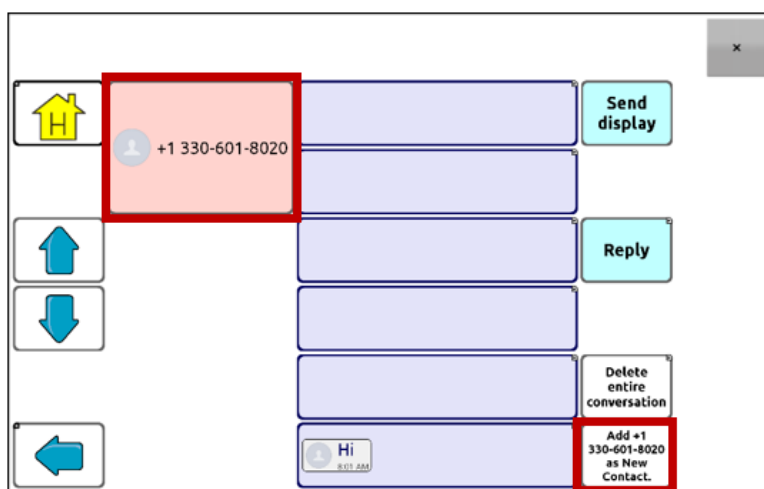 ×
H
+1 330-601-8020
Send
display
Reply
Delete
entire
conversation
Hi
8:01 AM
Add +1
330-601-8020
as New
Contact.